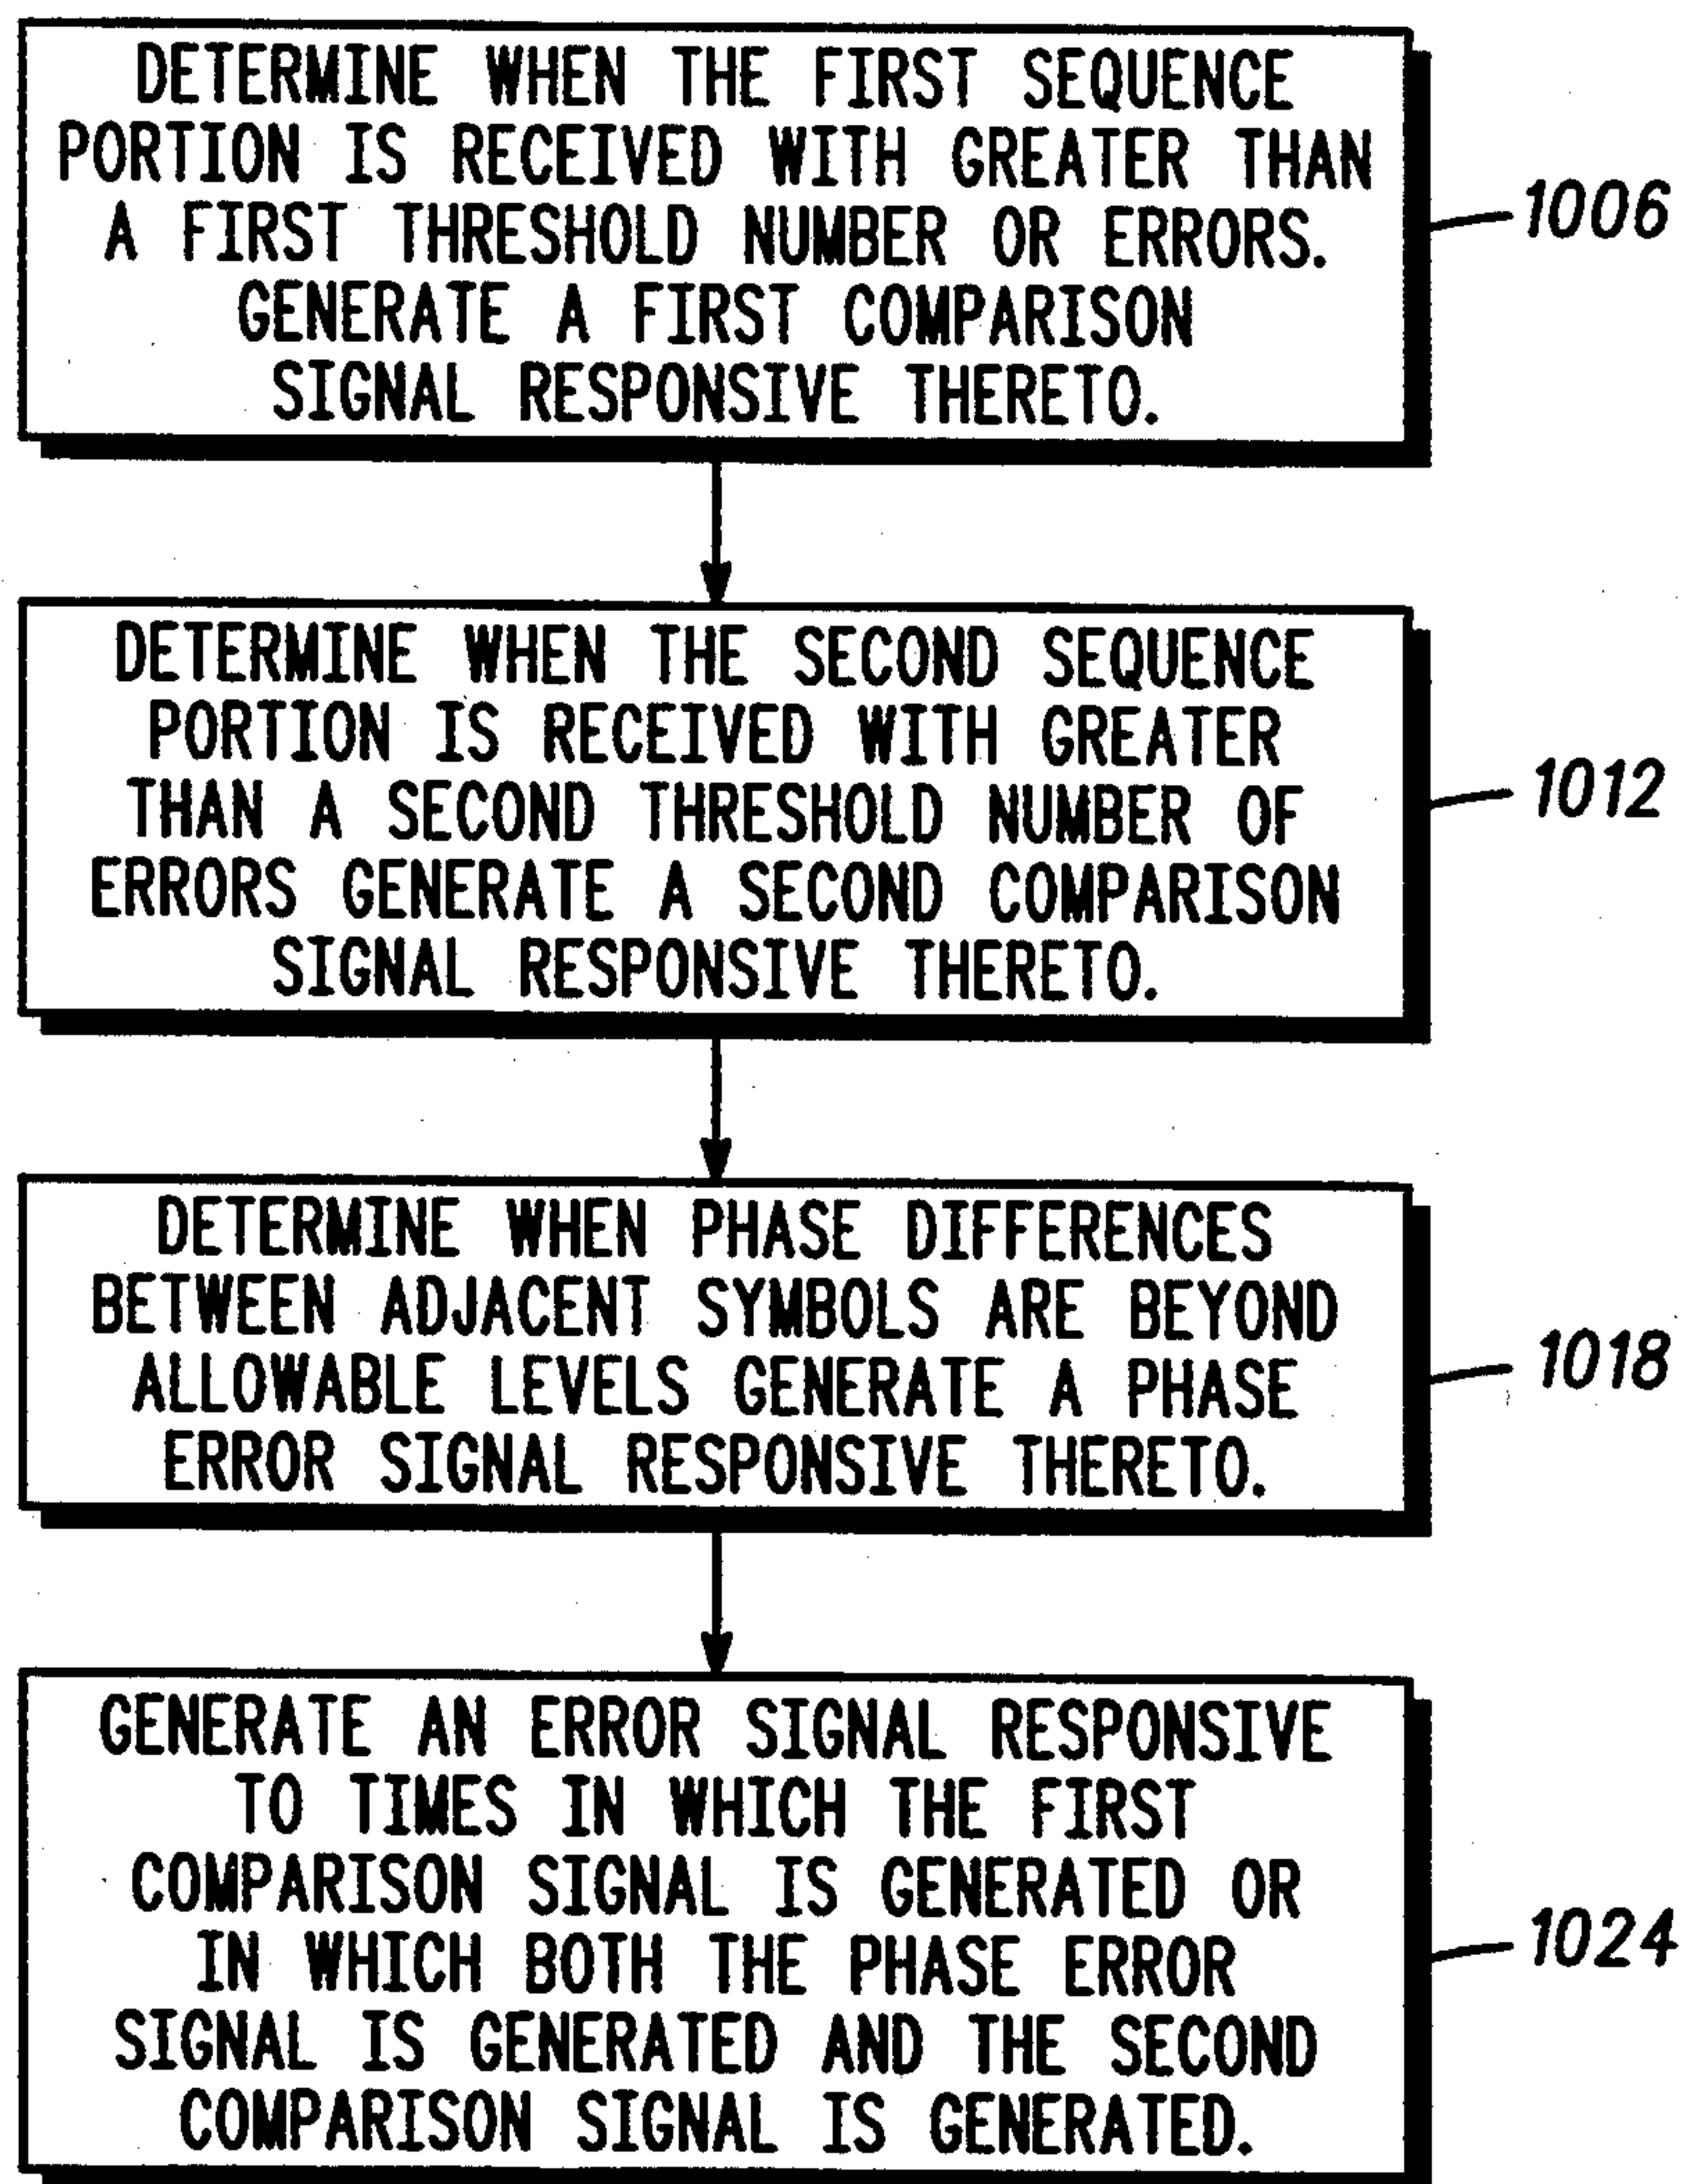 DETERMINE WHEN THE FIRST SEQUENCE
PORTION IS RECEIVED WITH GREATER THAN
A FIRST THRESHOLD NUMBER OR ERRORS.
GENERATE A FIRST COMPARISON
SIGNAL RESPONSIVE THERETO.
1006
DETERMINE WHEN THE SECOND SEQUENCE
PORTION IS RECEIVED WITH GREATER
THAN A SECOND THRESHOLD NUMBER OF
ERRORS GENERATE A SECOND COMPARISON
SIGNAL RESPONSIVE THERETO.
1012
DETERMINE WHEN PHASE DIFFERENCES
BETWEEN ADJACENT SYMBOLS ARE BEYOND
ALLOWABLE LEVELS GENERATE A PHASE
ERROR SIGNAL RESPONSIVE THERETO.
1018
GENERATE AN ERROR SIGNAL RESPONSIVE
TO TIMES IN WHICH THE FIRST
COMPARISON SIGNAL IS GENERATED OR
IN WHICH BOTH THE PHASE ERROR
SIGNAL IS GENERATED AND THE SECOND
COMPARISON SIGNAL IS GENERATED.
1024